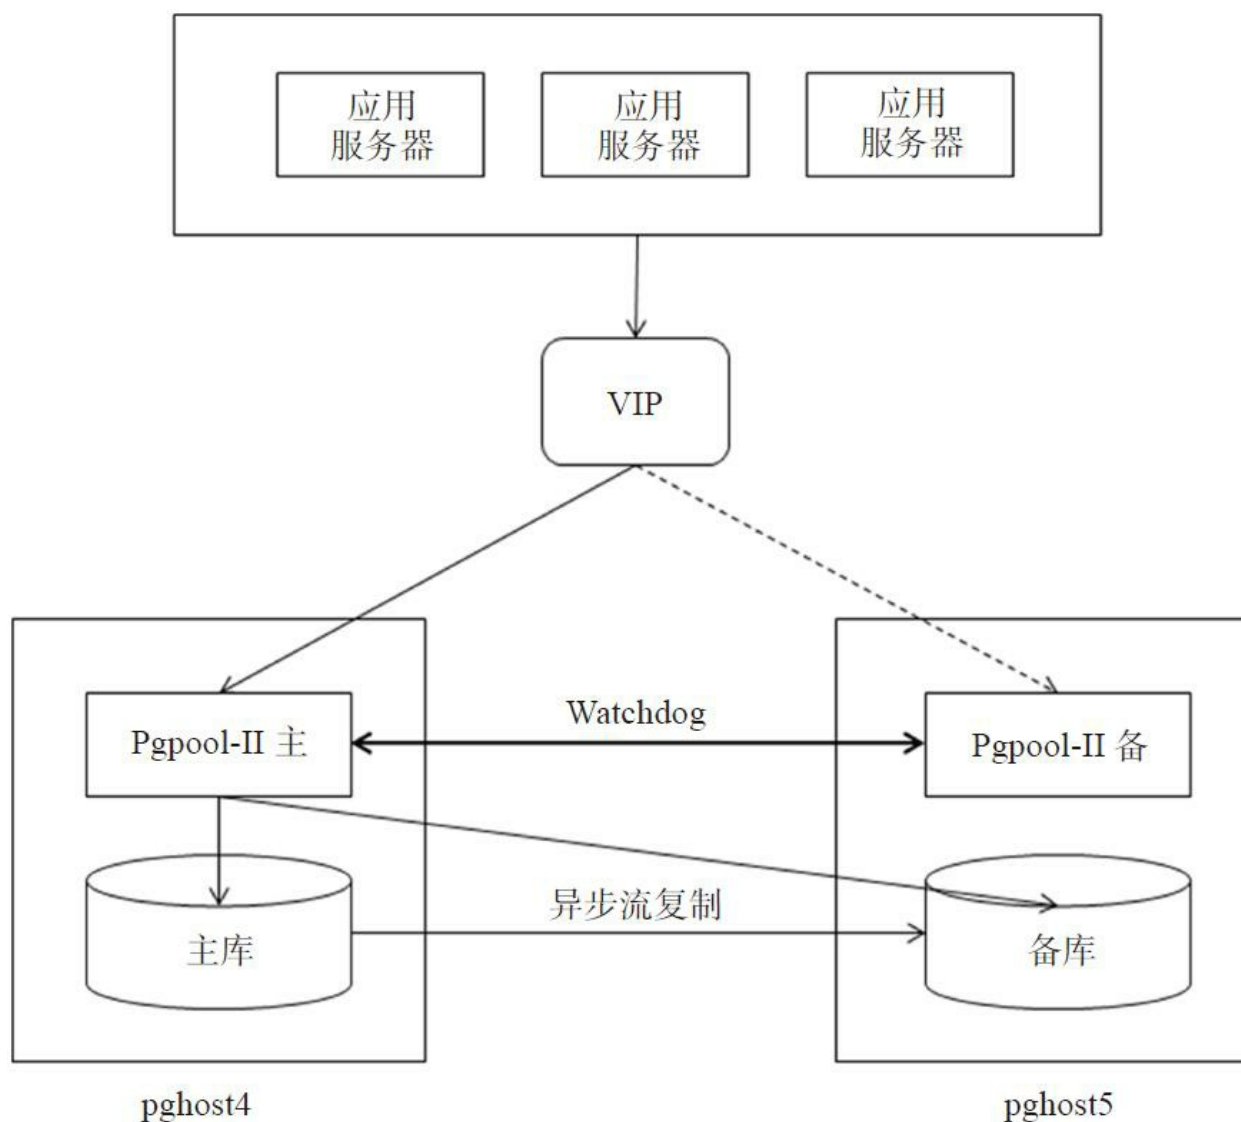 应用
服务器
应用
服务器
应用
服务器
VIP
Watchdog
Pgpool-II 主
Pgpool-II 备
异步流复制
主库
备库
pghost4
pghost5